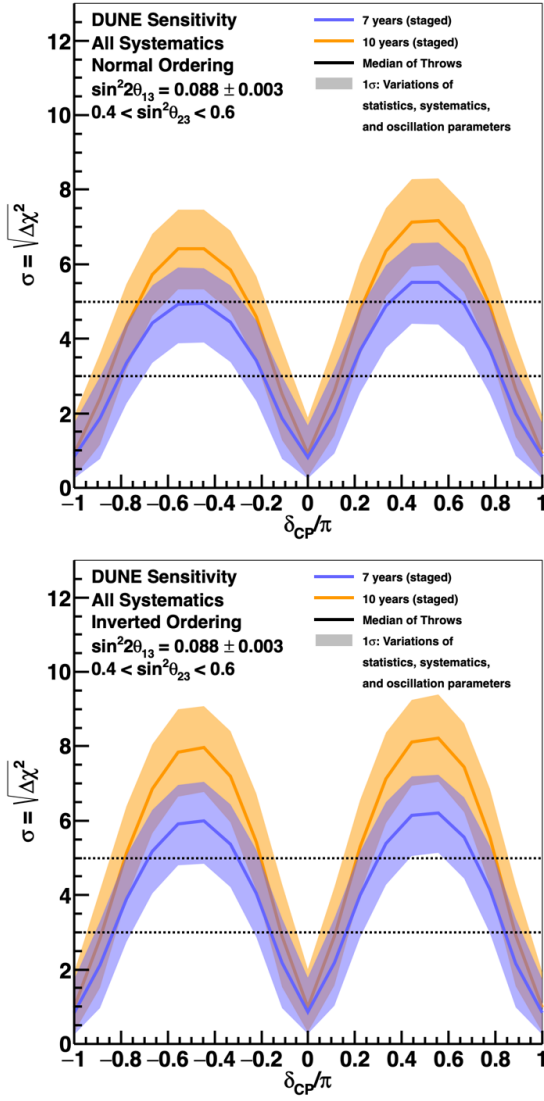 DUNE Sensitivity
All Systematics
Normal Ordering
sin²2θ₁₃ = 0.088 ± 0.003
0.4 < sin²θ₂₃ < 0.6
7 years (staged)
10 years (staged)
Median of Throws
1σ: Variations of
statistics, systematics,
and oscillation parameters
σ = √Δχ²
12
10
8
6
4
2
0
−1 −0.8 −0.6 −0.4 −0.2 0 0.2 0.4 0.6 0.8 1
δCP/π
DUNE Sensitivity
All Systematics
Inverted Ordering
sin²2θ₁₃ = 0.088 ± 0.003
0.4 < sin²θ₂₃ < 0.6
7 years (staged)
10 years (staged)
Median of Throws
1σ: Variations of
statistics, systematics,
and oscillation parameters
σ = √Δχ²
12
10
8
6
4
2
0
−1 −0.8 −0.6 −0.4 −0.2 0 0.2 0.4 0.6 0.8 1
δCP/π